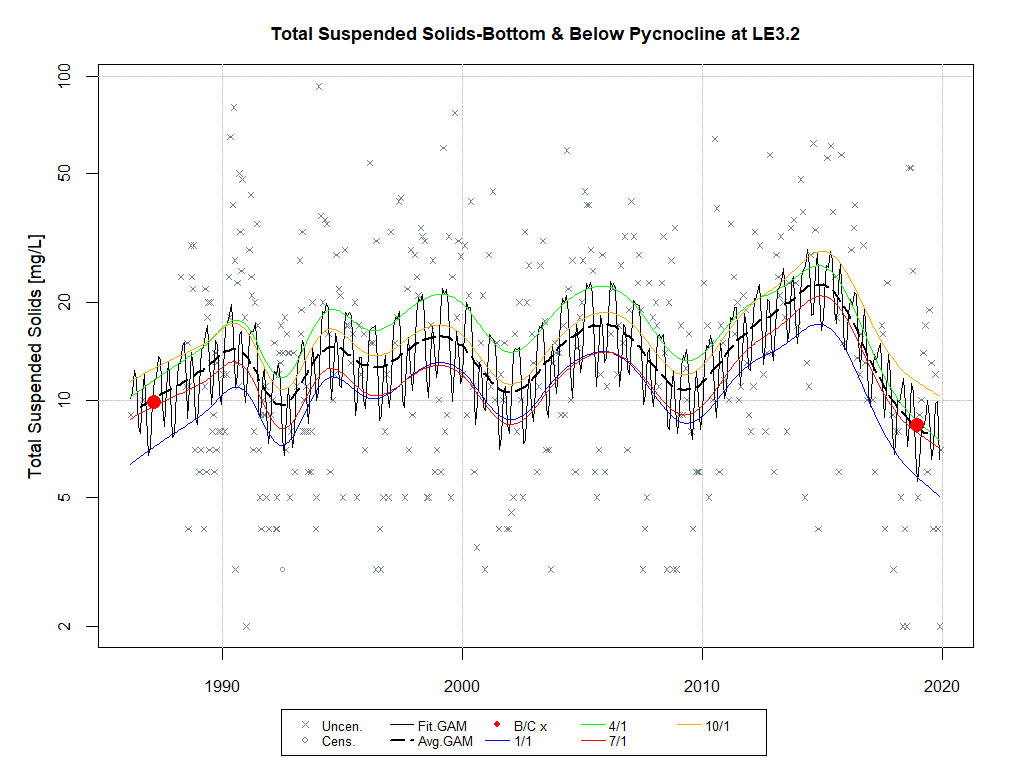 Total Suspended Solids-Bottom & Below Pycnocline at LE3.2
Total Suspended Solids [mg/L]
100
50
20
10
5
2
1990 2000 2010 2020
Uncen. Fit.GAM B/C x 4/1 10/1
Cens. Avg.GAM 1/1 7/1